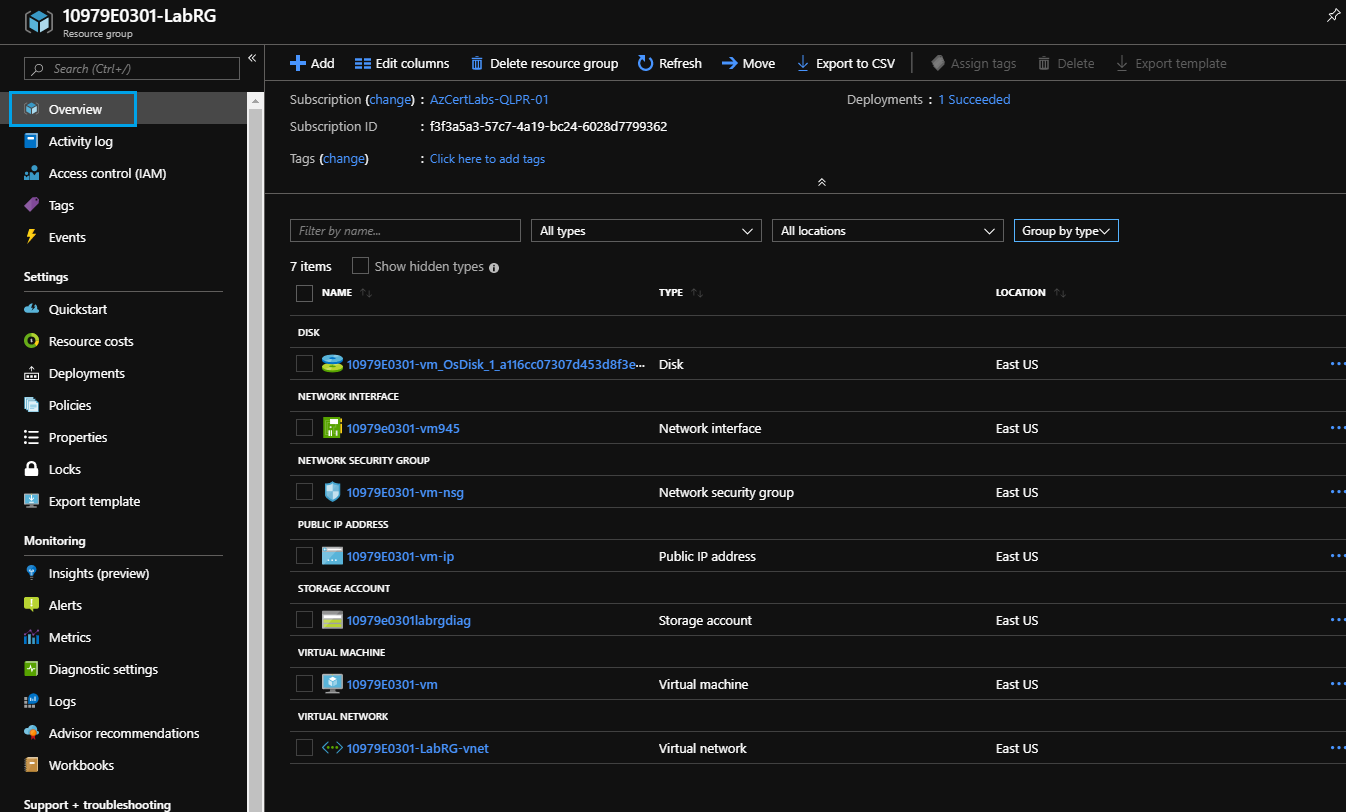 10979E0301-LabRG
Resource group
Search (Ctrl+/)
«
Overview
Activity log
Access control (IAM)
Tags
Events
Settings
Quickstart
Resource costs
Deployments
Policies
Properties
Locks
Export template
Monitoring
Insights (preview)
Alerts
Metrics
Diagnostic settings
Logs
Advisor recommendations
Workbooks
Support + troubleshooting
Add Edit columns Delete resource group Refresh Move Export to CSV Assign tags Delete Export template
Subscription (change) : AzCertLabs-QLPR-01 Deployments : 1 Succeeded
Subscription ID : f3f3a5a3-57c7-4a19-bc24-6028d7799362
Tags (change) : Click here to add tags
Filter by name... All types All locations Group by type
7 items Show hidden types
NAME TYPE LOCATION
DISK
10979E0301-vm_OsDisk_1_a116cc07307d453d8f3e... Disk East US
NETWORK INTERFACE
10979e0301-vm945 Network interface East US
NETWORK SECURITY GROUP
10979E0301-vm-nsg Network security group East US
PUBLIC IP ADDRESS
10979E0301-vm-ip Public IP address East US
STORAGE ACCOUNT
10979e0301labrgdiag Storage account East US
VIRTUAL MACHINE
10979E0301-vm Virtual machine East US
VIRTUAL NETWORK
10979E0301-LabRG-vnet Virtual network East US